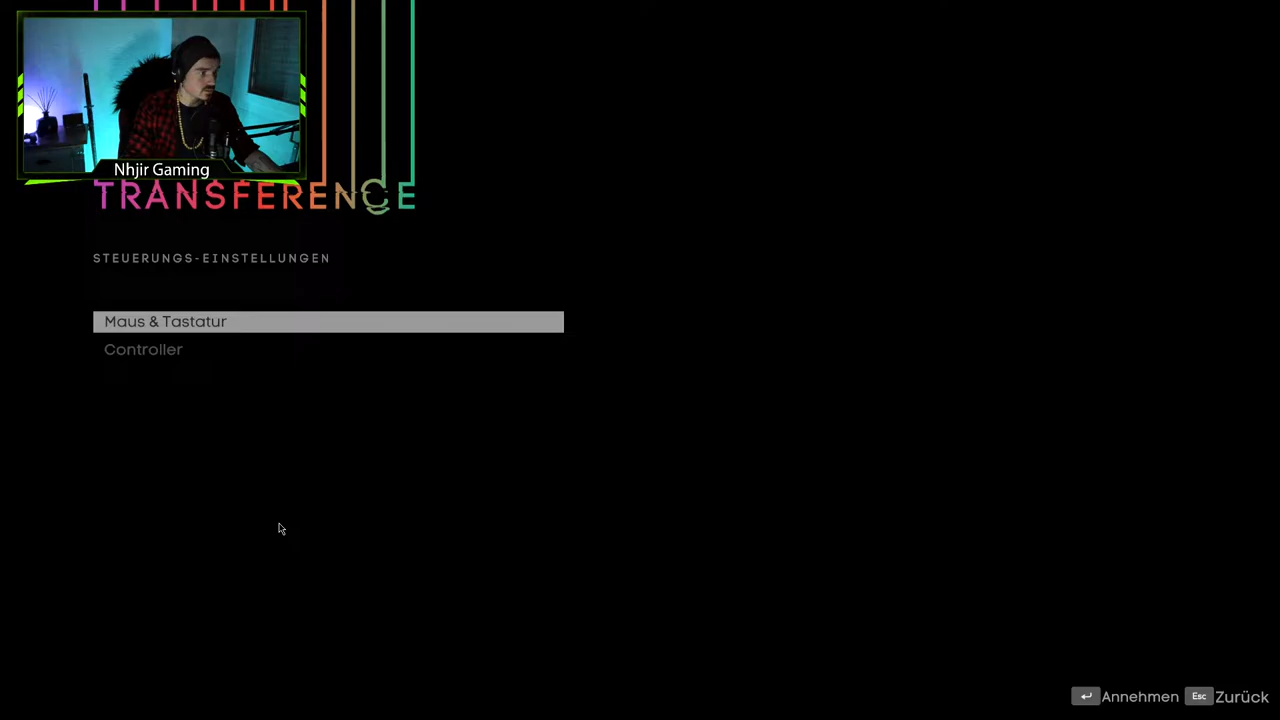 Nhjir Gaming
TRANSFERENCE
STEUERUNGS-EINSTELLUNGEN
Maus & Tastatur
Controller
↵ Annehmen Esc Zurück